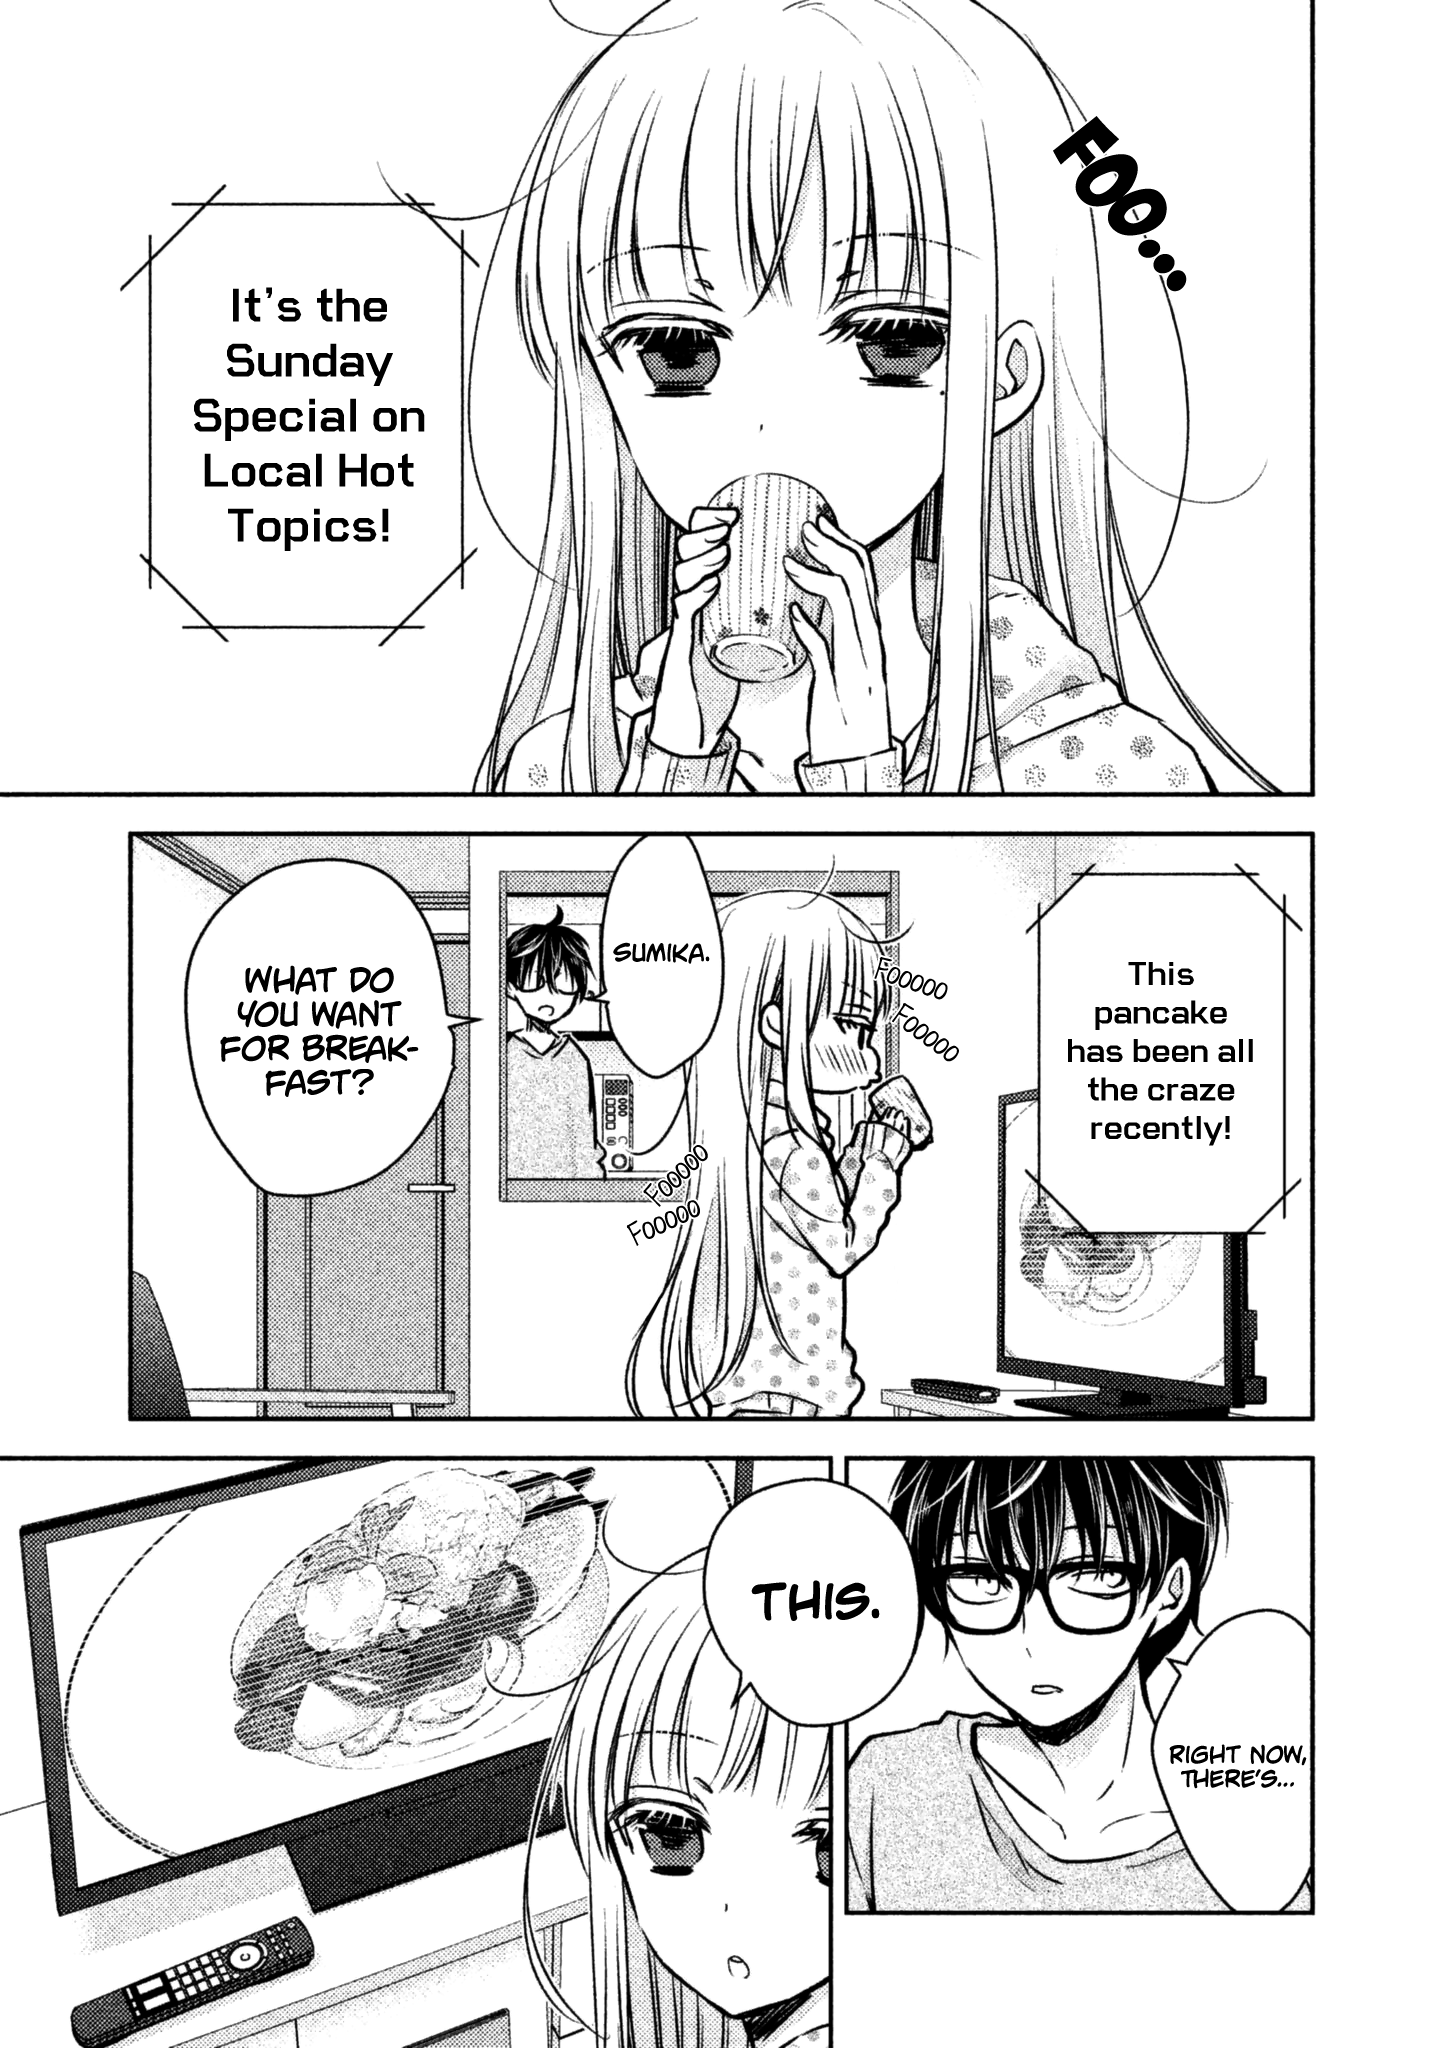 FOO...
It's the
Sunday
Special on
Local Hot
Topics!
This
pancake
has been all
the craze
recently!
SUMIKA.
FOOOOO
FOOOOO
WHAT DO
YOU WANT
FOR BREAK-
FAST?
FOOOOO
FOOOOO
RIGHT NOW,
THERE'S...
THIS.